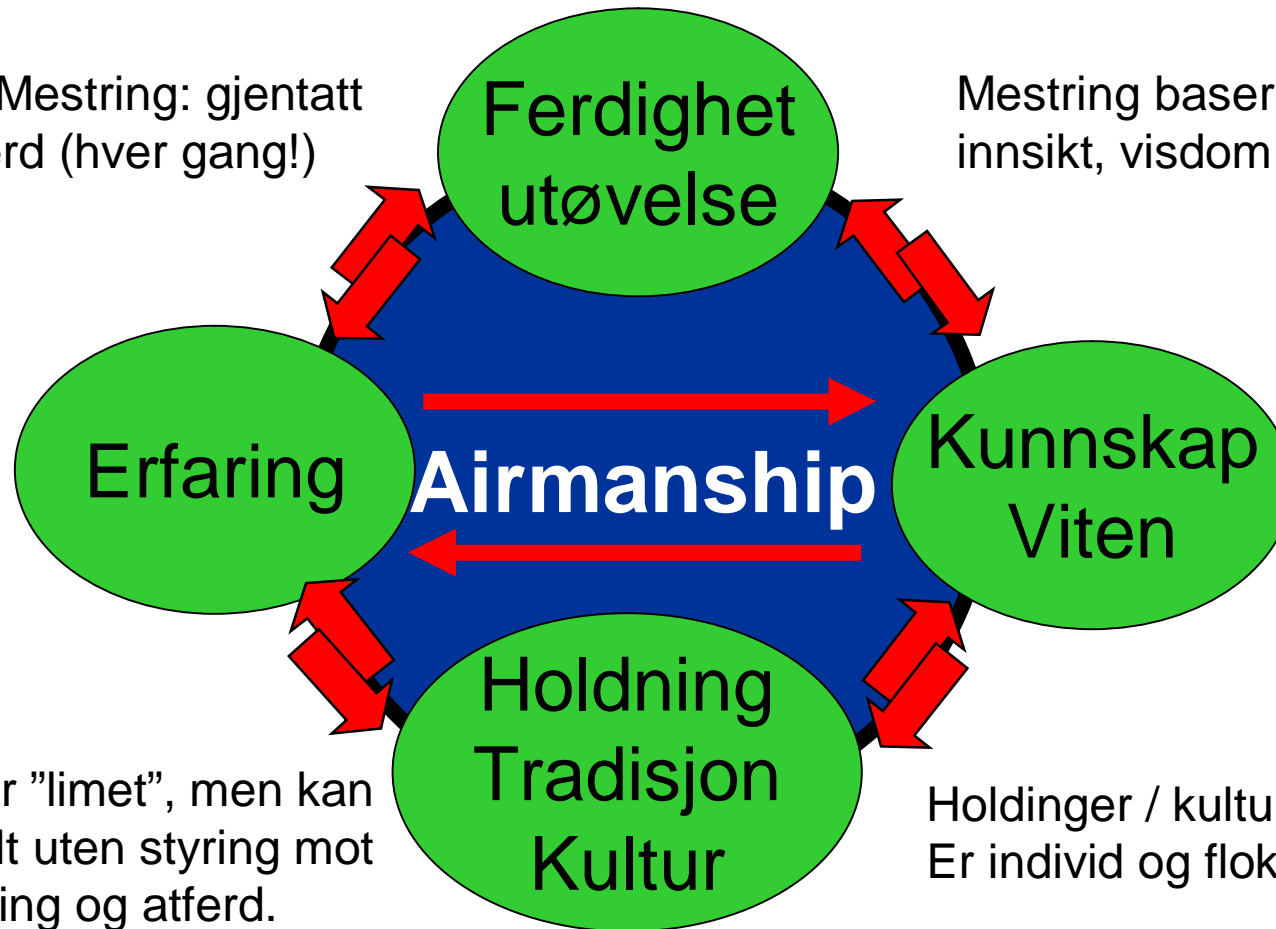 Mestring: gjentatt
erd (hver gang!)
Ferdighet
utøvelse
Mestring baser
innsikt, visdom
Erfaring
Airmanship
Kunnskap
Viten
Holdning
Tradisjon
Kultur
r ”limet”, men kan
lt uten styring mot
ing og atferd.
Holdinger / kultu
Er individ og flok